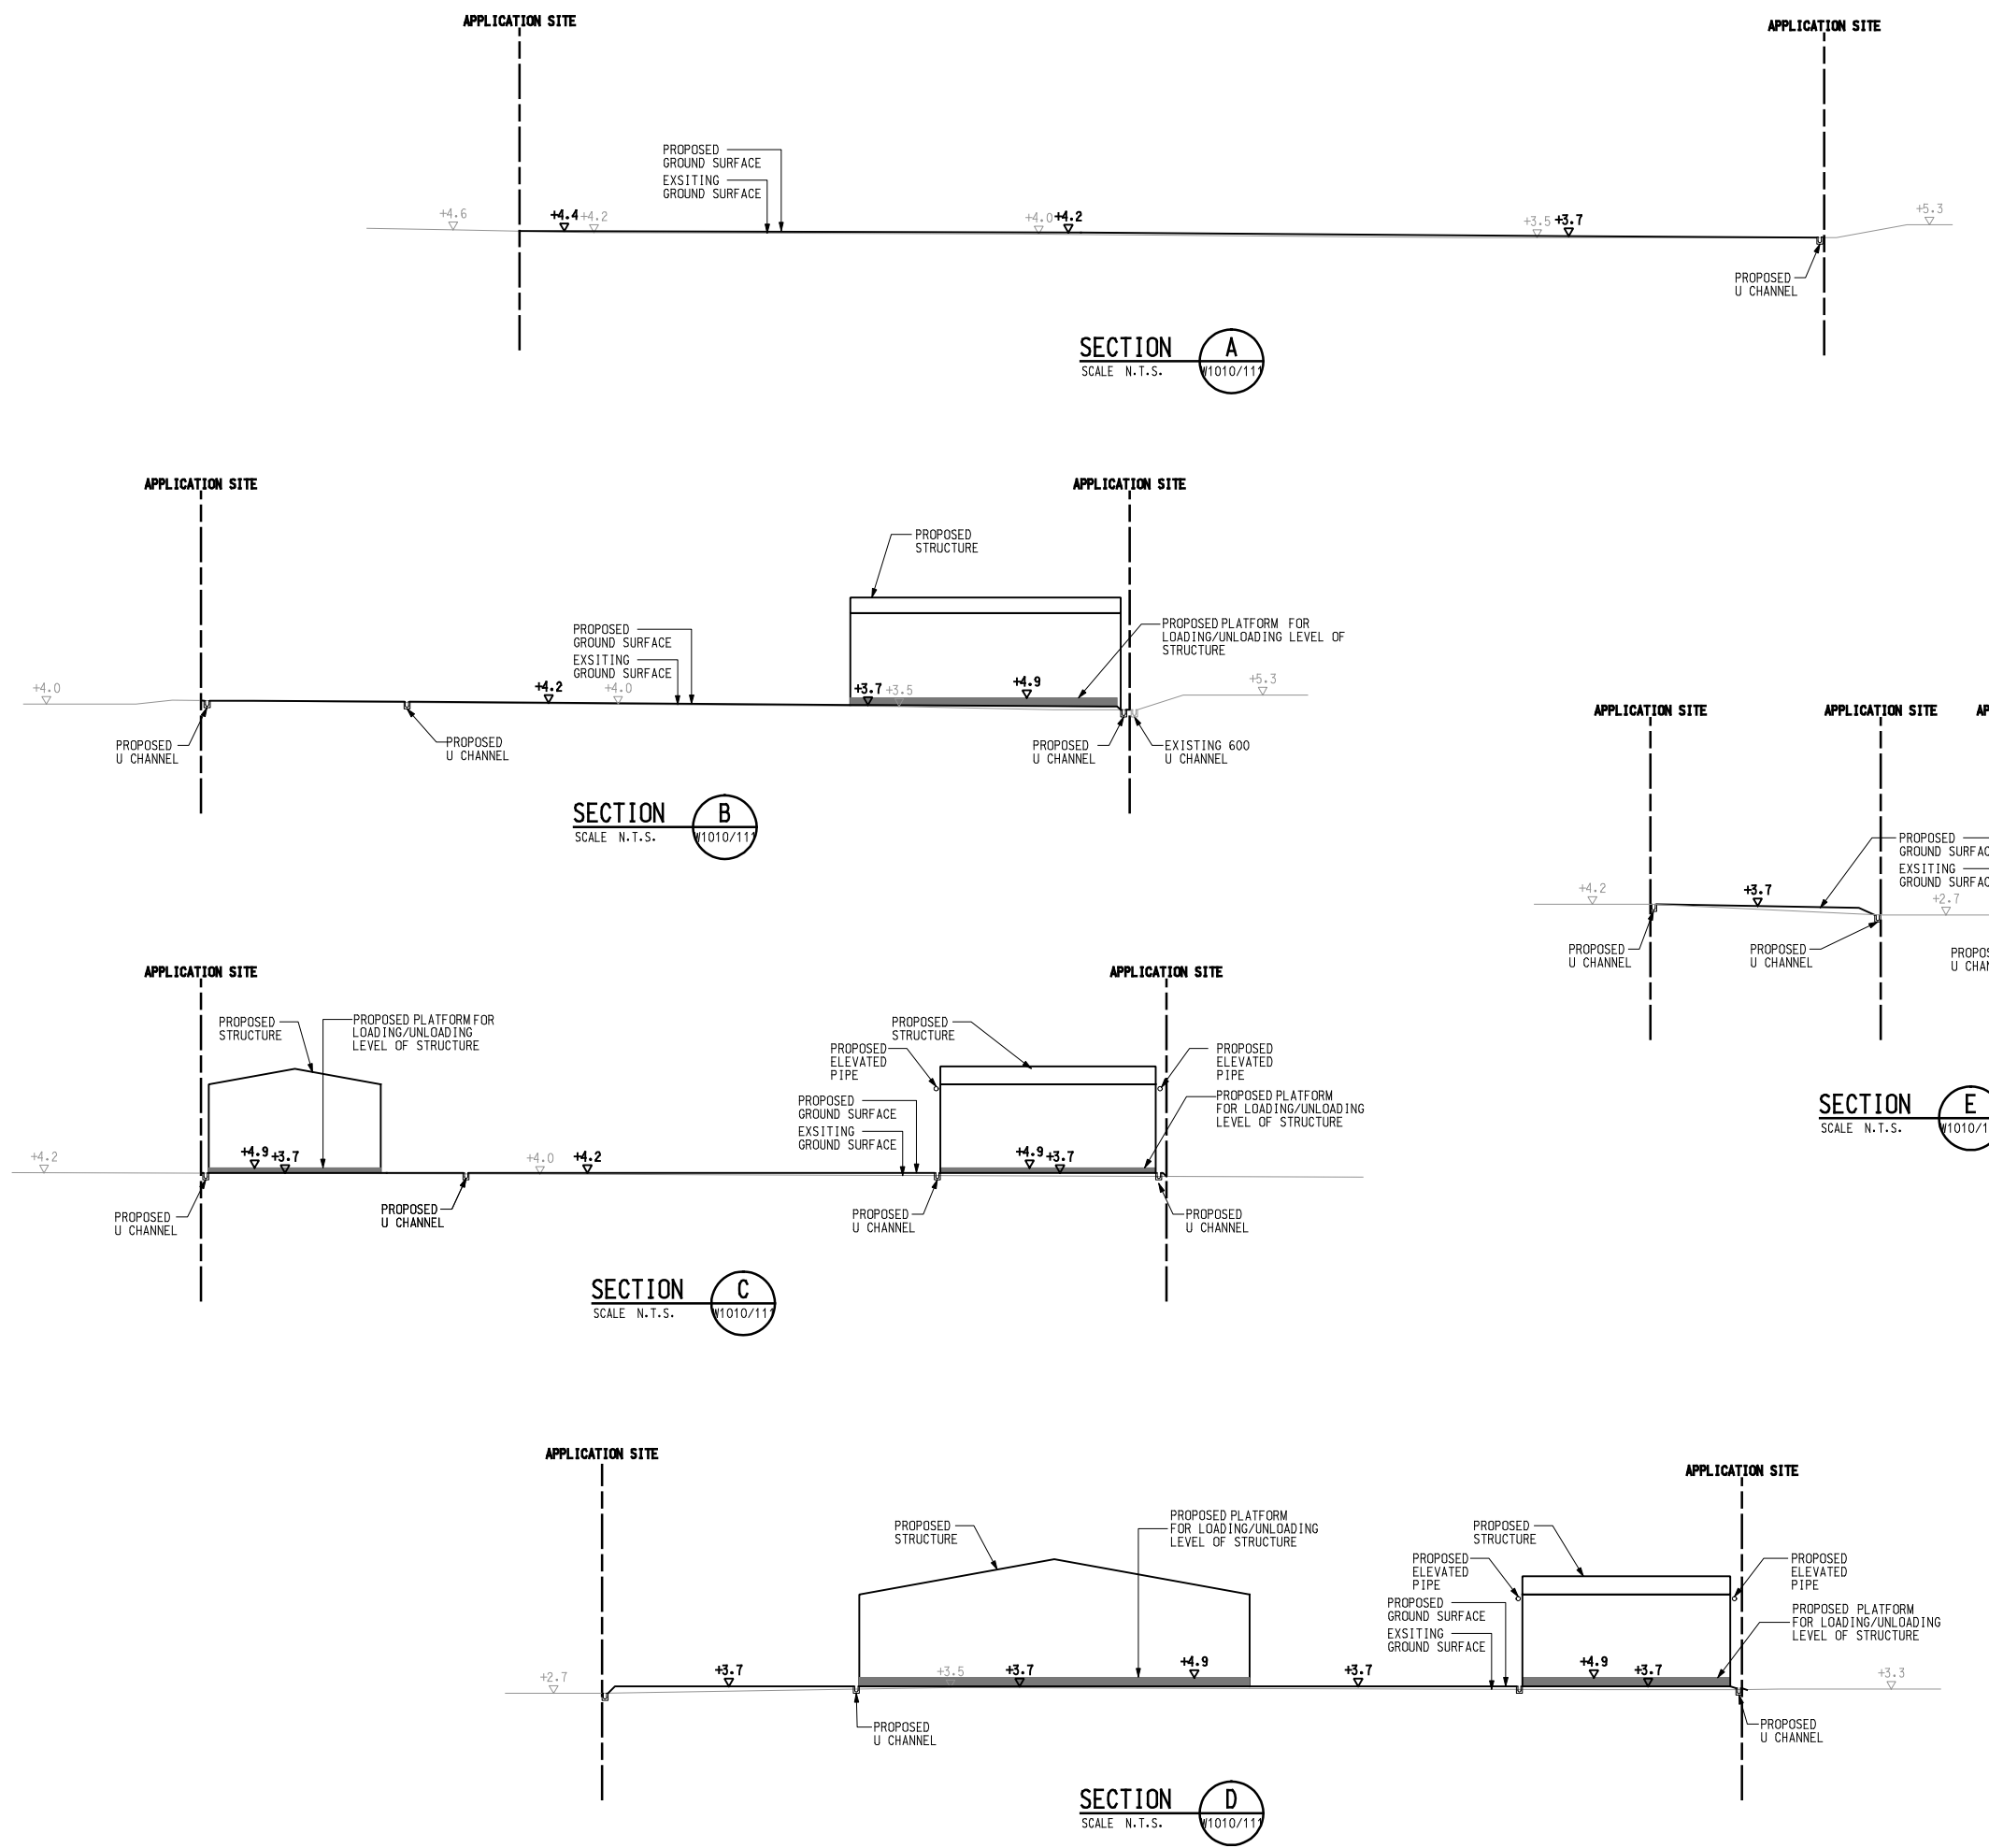 APPLICATION SITE
APPLICATION SITE
PROPOSED
GROUND SURFACE
EXSITING
GROUND SURFACE
+4.6
+4.4 +4.2
+4.0 +4.2
+3.5 +3.7
+5.3
PROPOSED
U CHANNEL
SECTION A
SCALE N.T.S. W1010/111
APPLICATION SITE
APPLICATION SITE
PROPOSED
STRUCTURE
PROPOSED
GROUND SURFACE
EXSITING
GROUND SURFACE
PROPOSED PLATFORM FOR
LOADING/UNLOADING LEVEL OF
STRUCTURE
+4.0
+4.2
+4.0
+3.7 +3.5
+4.9
+5.3
PROPOSED
U CHANNEL
PROPOSED
U CHANNEL
PROPOSED
U CHANNEL
EXISTING 600
U CHANNEL
SECTION B
SCALE N.T.S. W1010/111
APPLICATION SITE
APPLICATION SITE
PROPOSED
GROUND
EXSITING
GROUND
+4.2
+3.7
+2.7
PROPOSED
U CHANNEL
PROPOSED
U CHANNEL
SECTION E
SCALE N.T.S.
APPLICATION SITE
APPLICATION SITE
PROPOSED
STRUCTURE
PROPOSED PLATFORM FOR
LOADING/UNLOADING
LEVEL OF STRUCTURE
PROPOSED
STRUCTURE
PROPOSED
ELEVATED
PIPE
PROPOSED
ELEVATED
PIPE
PROPOSED
GROUND SURFACE
EXSITING
GROUND SURFACE
PROPOSED PLATFORM
FOR LOADING/UNLOADING
LEVEL OF STRUCTURE
+4.2
+4.9 +3.7
+4.0
+4.2
+4.9 +3.7
PROPOSED
U CHANNEL
PROPOSED
U CHANNEL
PROPOSED
U CHANNEL
PROPOSED
U CHANNEL
SECTION C
SCALE N.T.S. W1010/111
APPLICATION SITE
APPLICATION SITE
PROPOSED
STRUCTURE
PROPOSED PLATFORM
FOR LOADING/UNLOADING
LEVEL OF STRUCTURE
PROPOSED
STRUCTURE
PROPOSED
ELEVATED
PIPE
PROPOSED
ELEVATED
PIPE
PROPOSED
GROUND SURFACE
EXSITING
GROUND SURFACE
PROPOSED PLATFORM
FOR LOADING/UNLOADING
LEVEL OF STRUCTURE
+2.7
+3.7
+3.5
+3.7
+4.9
+3.7
+4.9
+3.7
+3.3
PROPOSED
U CHANNEL
PROPOSED
U CHANNEL
SECTION D
SCALE N.T.S. W1010/111